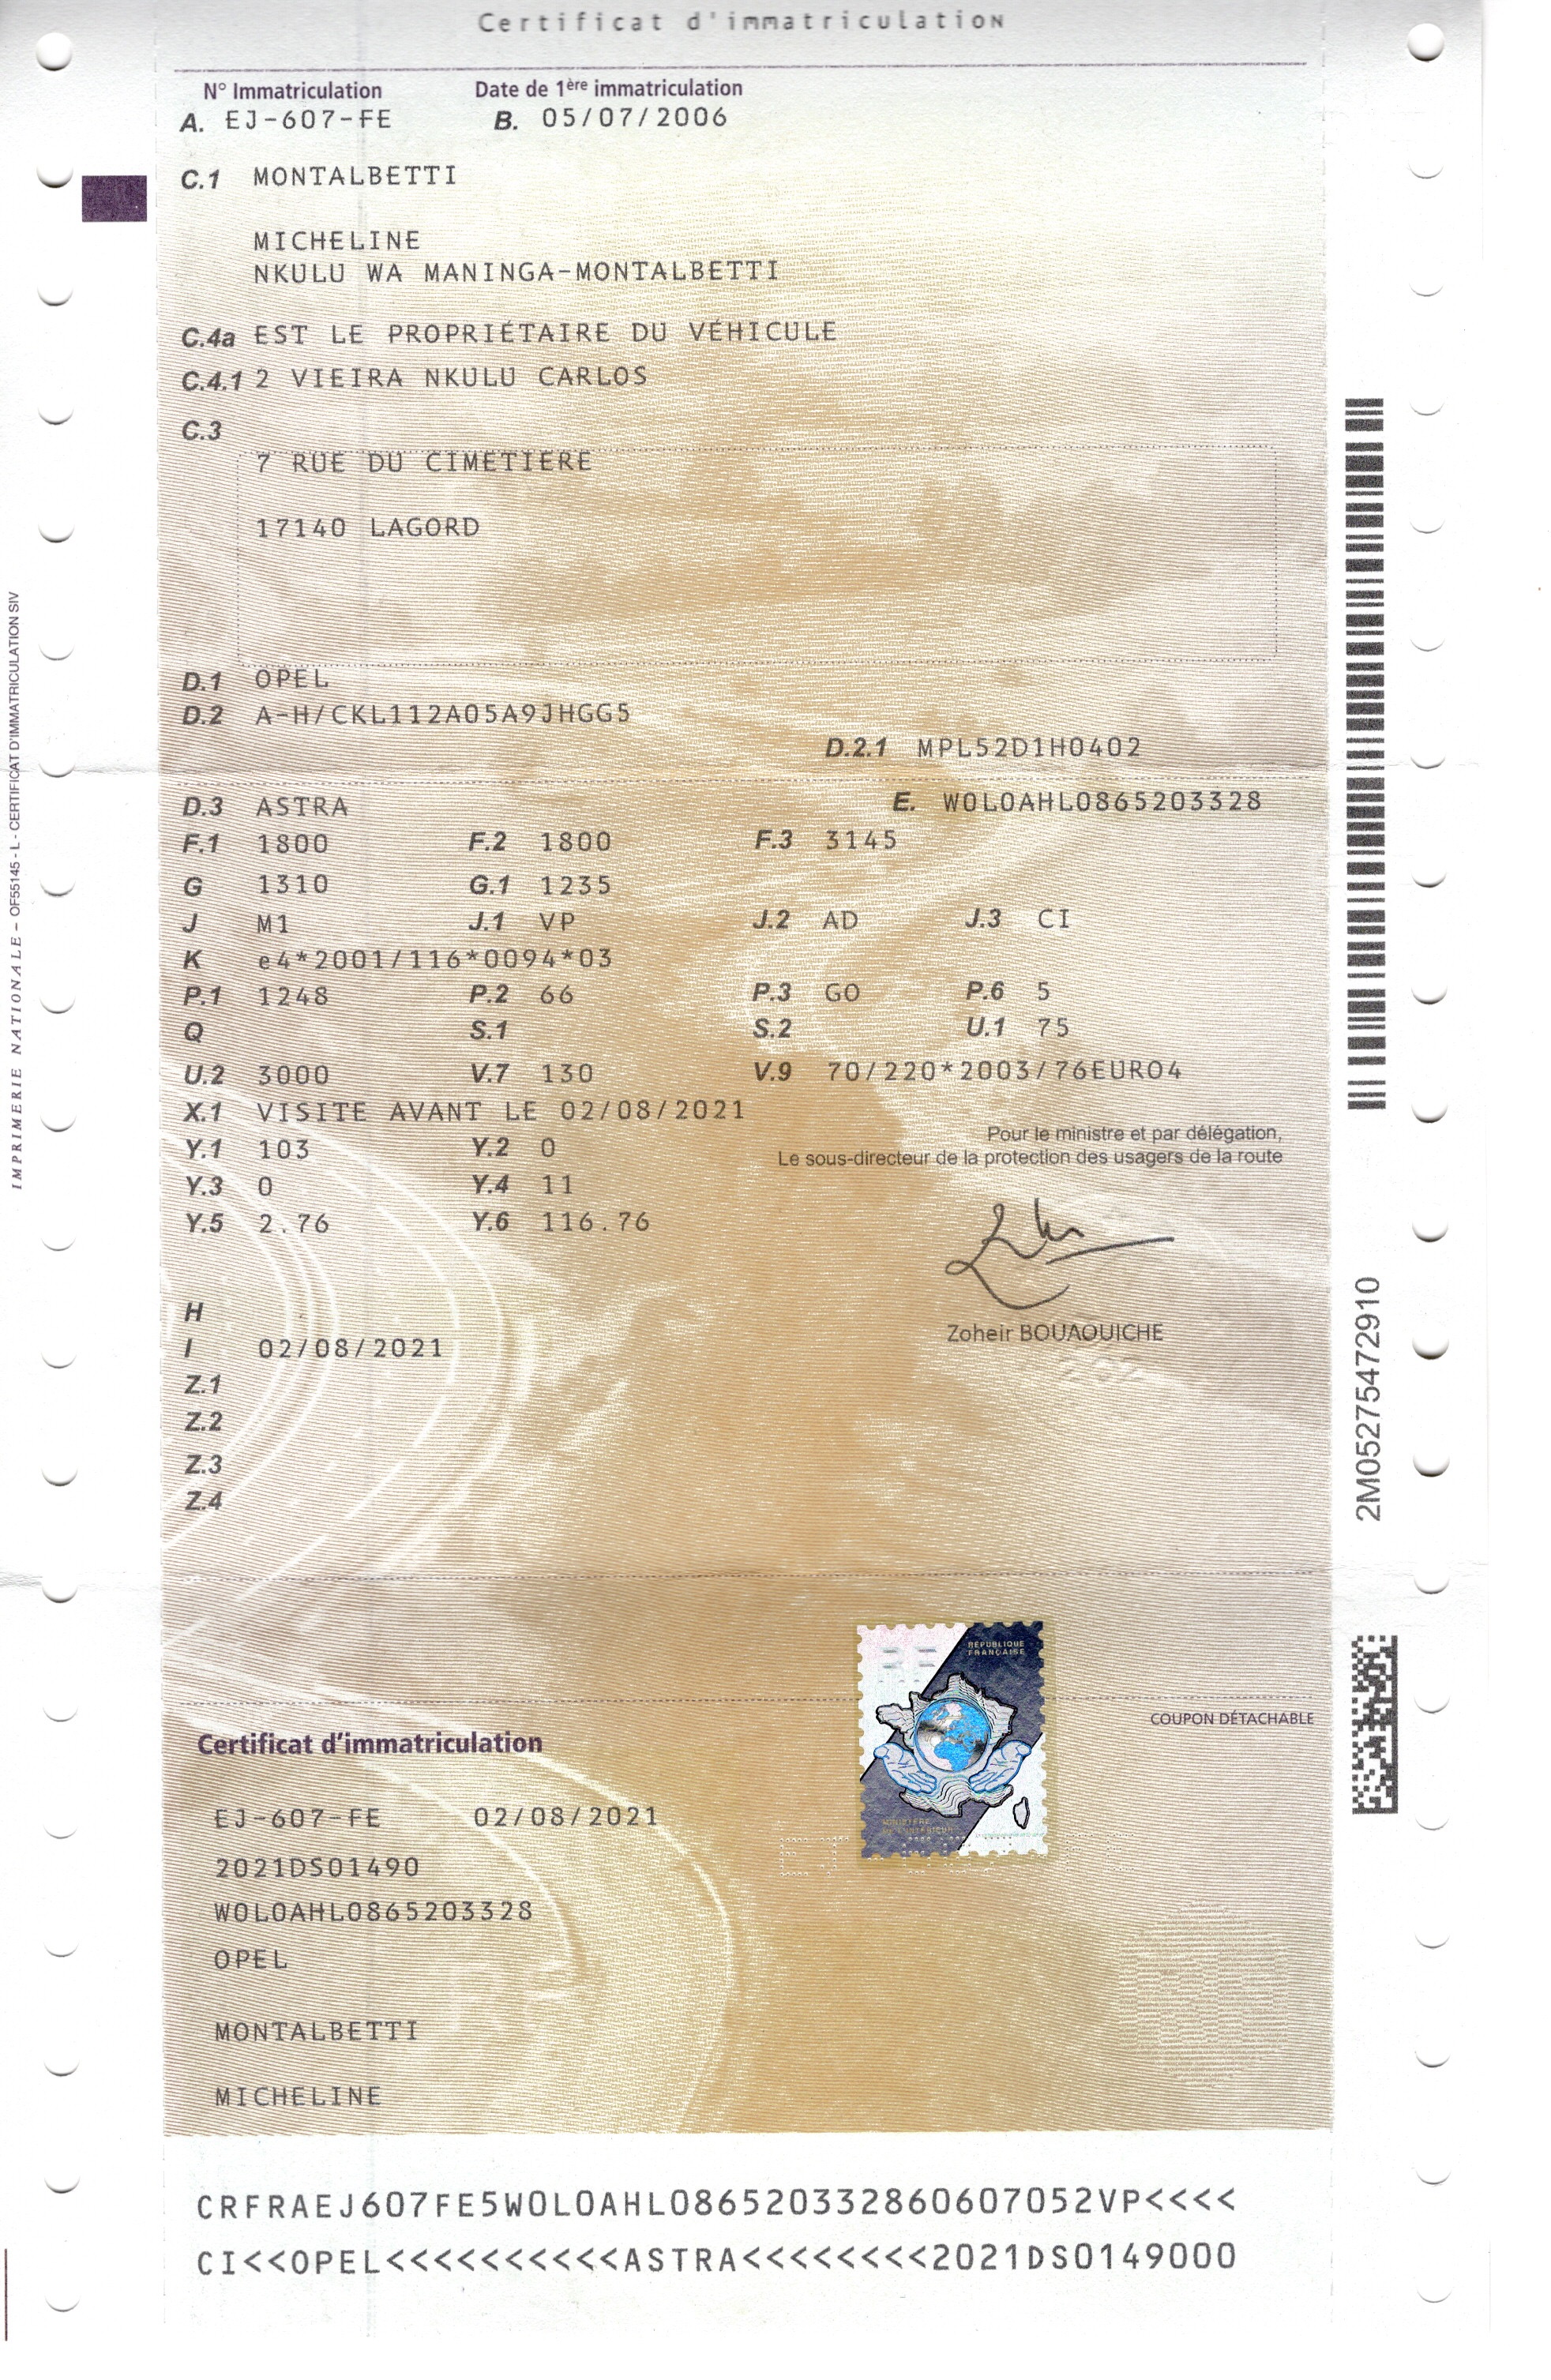 Certificat d'immatriculation
N° Immatriculation Date de 1ère immatriculation
A. EJ-607-FE B. 05/07/2006
C.1 MONTALBETTI
MICHELINE
NKULU WA MANINGA-MONTALBETTI
C.4a EST LE PROPRIÉTAIRE DU VÉHICULE
C.4.1 2 VIEIRA NKULU CARLOS
C.3
7 RUE DU CIMETIERE
17140 LAGORD
D.1 OPEL
D.2 A-H/CKL112A05A9JHGG5
D.2.1 MPL52D1H0402
D.3 ASTRA E. W0L0AHL0865203328
F.1 1800 F.2 1800 F.3 3145
G 1310 G.1 1235
J M1 J.1 VP J.2 AD J.3 CI
K e4*2001/116*0094*03
P.1 1248 P.2 66 P.3 GO P.6 5
Q S.1 S.2 U.1 75
U.2 3000 V.7 130 V.9 70/220*2003/76EURO4
X.1 VISITE AVANT LE 02/08/2021
Y.1 103 Y.2 0
Pour le ministre et par délégation,
Le sous-directeur de la protection des usagers de la route
Y.3 0 Y.4 11
Y.5 2.76 Y.6 116.76
H
Zoheir BOUAOUICHE
I 02/08/2021
Z.1
Z.2
Z.3
Z.4
RF
RÉPUBLIQUE
FRANÇAISE
COUPON DÉTACHABLE
Certificat d'immatriculation
EJ-607-FE 02/08/2021
2021DS01490
W0L0AHL0865203328
OPEL
MONTALBETTI
MICHELINE
CRFRAEJ607FE5W0L0AHL086520332860607052VP<<<<
CI<<OPEL<<<<<<<<<<ASTRA<<<<<<<<2021DS0149000
IMPRIMERIE NATIONALE – OF55145 - L - CERTIFICAT D'IMMATRICULATION SIV
2M0527547291​0